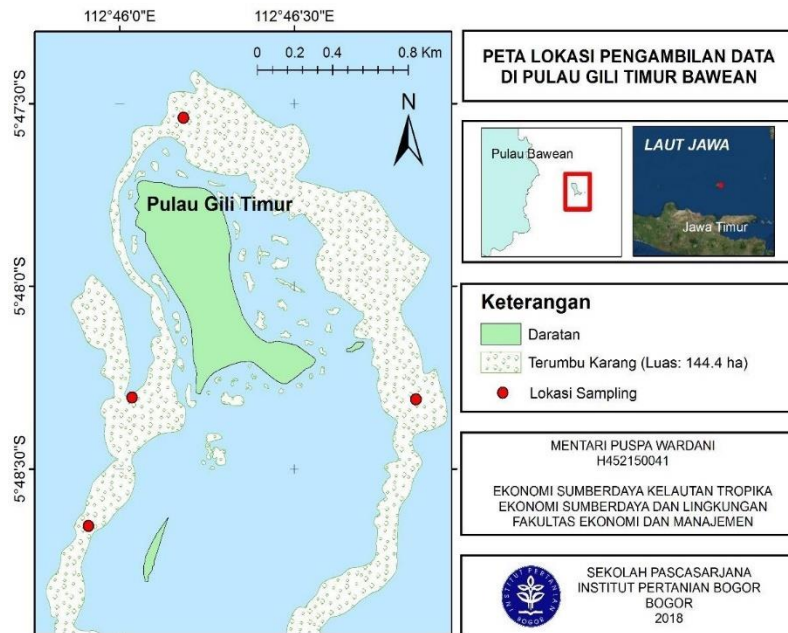 112°46'0"E
112°46'30"E
0 0.2 0.4 0.8 Km
N
5°47'30"S
5°48'0"S
5°48'30"S
Pulau Gili Timur
PETA LOKASI PENGAMBILAN DATA
DI PULAU GILI TIMUR BAWEAN
Pulau Bawean
LAUT JAWA
Jawa Timur
Keterangan
Daratan
Terumbu Karang (Luas: 144.4 ha)
Lokasi Sampling
MENTARI PUSPA WARDANI
H452150041
EKONOMI SUMBERDAYA KELAUTAN TROPIKA
EKONOMI SUMBERDAYA DAN LINGKUNGAN
FAKULTAS EKONOMI DAN MANAJEMEN
INSTITUT PERTANIAN
BOGOR
SEKOLAH PASCASARJANA
INSTITUT PERTANIAN BOGOR
BOGOR
2018